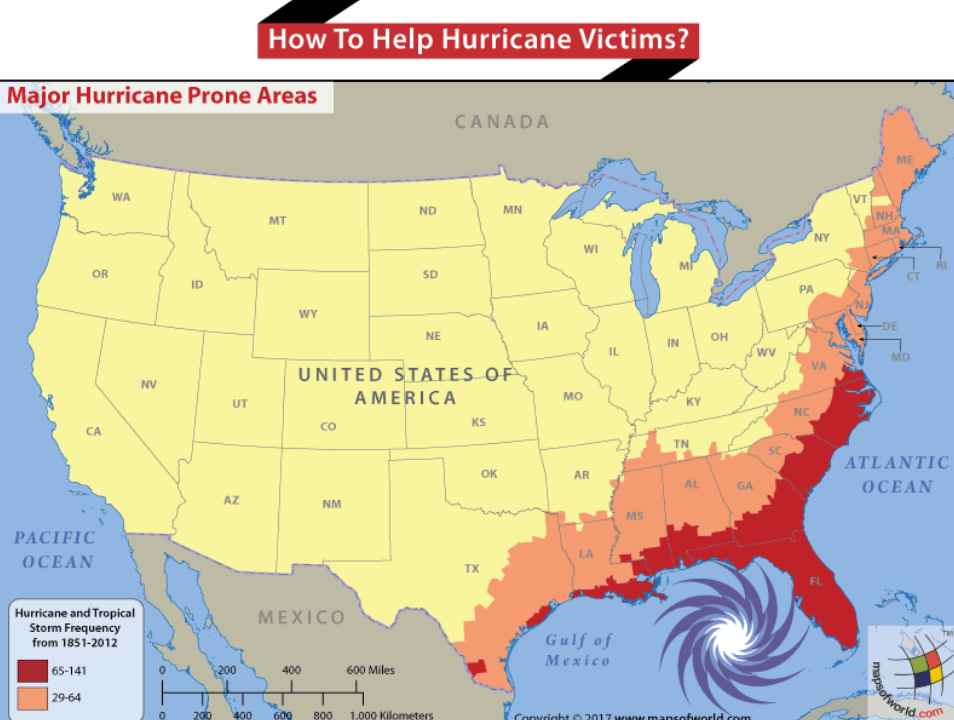 How To Help Hurricane Victims?
Major Hurricane Prone Areas
CANADA
ME
WA
VT
MT
ND
MN
NH
MA
NY
WI
RI
OR
SD
MI
CT
ID
PA
WY
NJ
IA
DE
NE
OH
IN
IL
WV
MD
VA
UNITED STATES OF
AMERICA
NV
UT
MO
KY
NC
CO
KS
CA
TN
SC
ATLANTIC
OCEAN
OK
AR
AZ
NM
AL
GA
MS
PACIFIC
OCEAN
LA
TX
FL
MEXICO
Hurricane and Tropical
Storm Frequency
from 1851-2012
65-141
29-64
Gulf of
Mexico
0 200 400 600 Miles
0 200 400 600 800 1,000 Kilometers
TM
mapsofworld.com
Copyright © 2017 www.mapsofworld.com